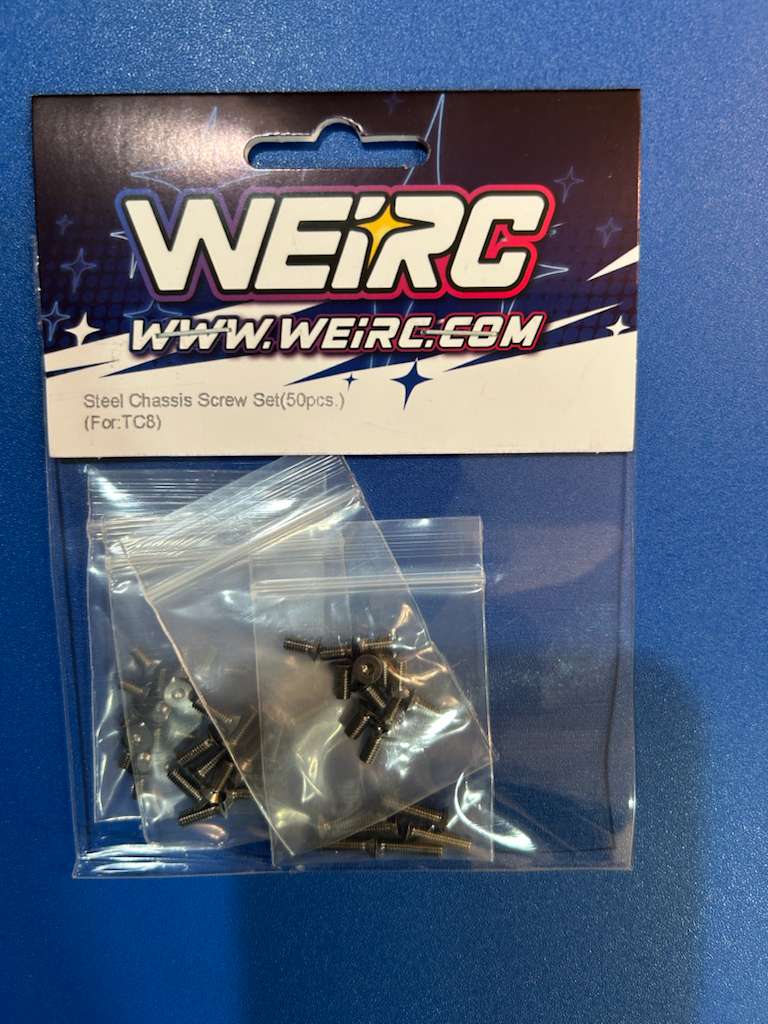 WEiRC
WWW.WEiRC.COM
Steel Chassis Screw Set(50pcs.)
(For:TC8)